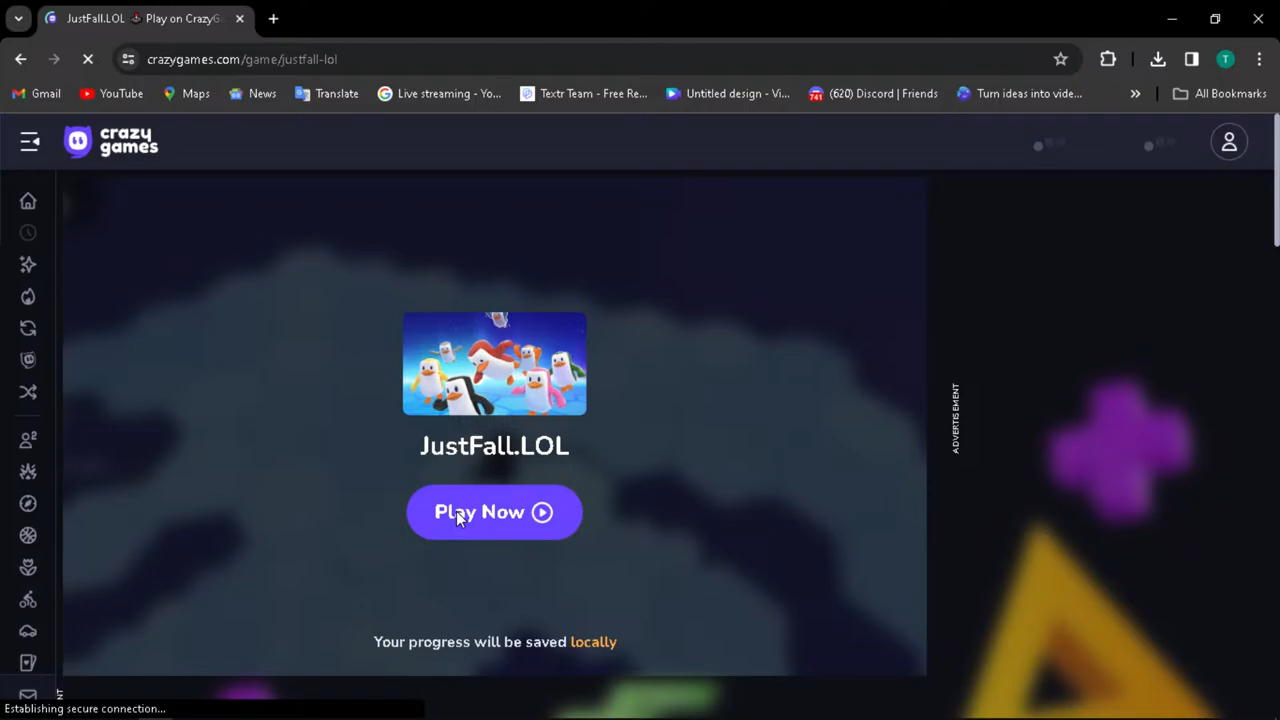 JustFall.LOL Play on CrazyG
crazygames.com/game/justfall-lol
Gmail YouTube Maps News Translate Live streaming - Yo... Textr Team - Free Re... Untitled design - Vi... (620) Discord | Friends Turn ideas into vide... » All Bookmarks
crazy
games
T
741
ADVERTISEMENT
JustFall.LOL
Play Now
Your progress will be saved locally
Establishing secure connection...